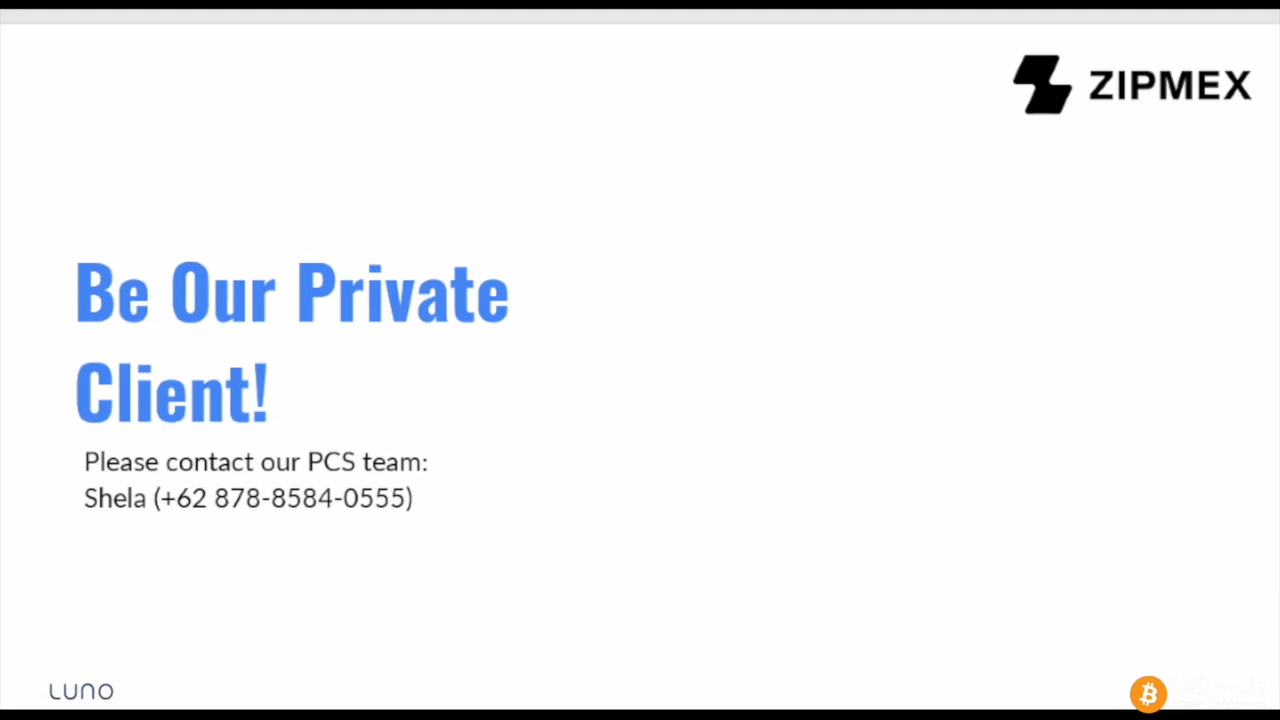 ZIPMEX
Be Our Private
Client!
Please contact our PCS team:
Shela (+62 878-8584-0555)
LUNO